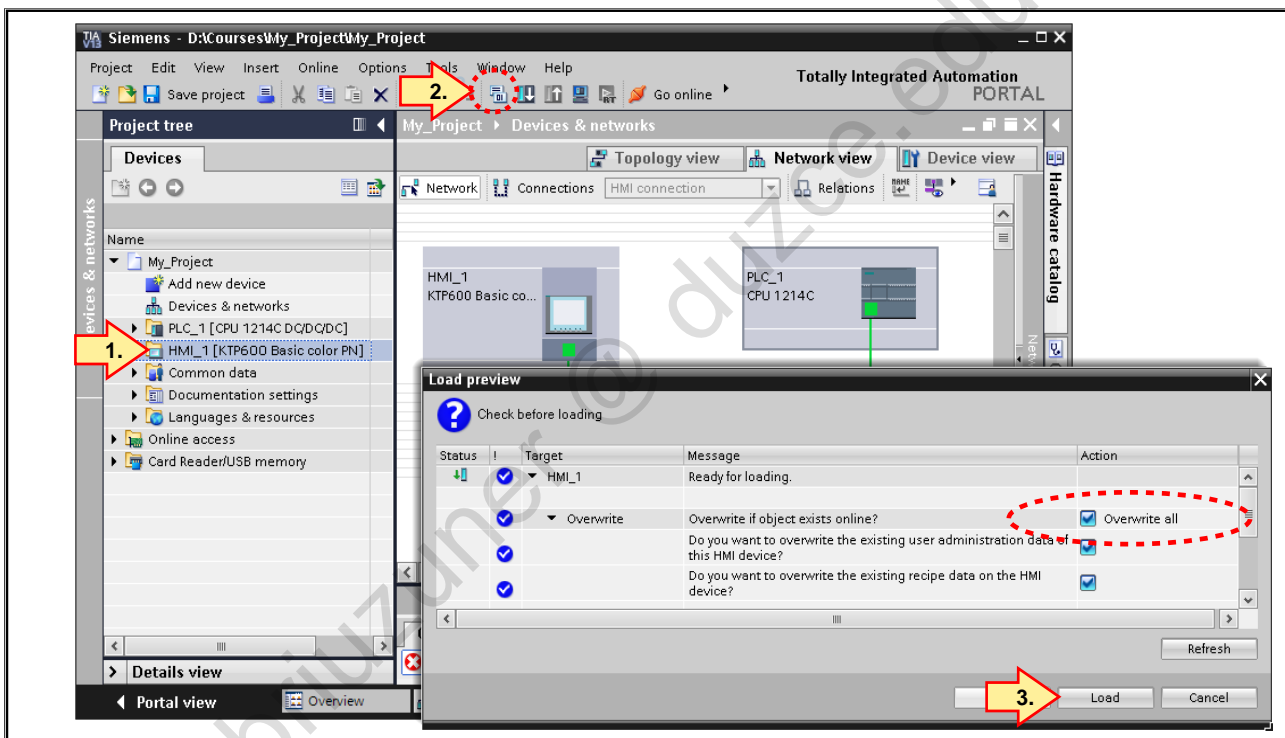 Siemens - D:\Courses\My_Project\My_Project
Project Edit View Insert Online Options Tools Window Help
Totally Integrated Automation
PORTAL
Save project
2.
Go online
Project tree
My_Project Devices & networks
Devices
Topology view Network view Device view
Network Connections HMI connection Relations
Hardware catalog
Devices & networks
Name
My_Project
Add new device
Devices & networks
PLC_1 [CPU 1214C DC/DC/DC]
1.
HMI_1 [KTP600 Basic color PN]
Common data
Documentation settings
Languages & resources
Online access
Card Reader/USB memory
HMI_1
KTP600 Basic co...
PLC_1
CPU 1214C
Load preview
Check before loading
Status ! Target Message Action
HMI_1 Ready for loading.
Overwrite Overwrite if object exists online? Overwrite all
Do you want to overwrite the existing user administration data of
this HMI device?
Do you want to overwrite the existing recipe data on the HMI
device?
Refresh
3.
Load Cancel
Details view
Portal view Overview